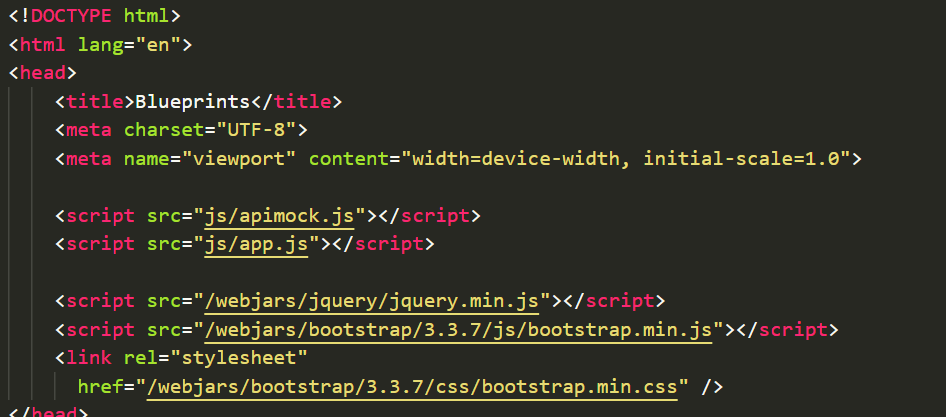 <!DOCTYPE html>
<html lang="en">
<head>
<title>Blueprints</title>
<meta charset="UTF-8">
<meta name="viewport" content="width=device-width, initial-scale=1.0">
<script src="js/apimock.js"></script>
<script src="js/app.js"></script>
<script src="/webjars/jquery/jquery.min.js"></script>
<script src="/webjars/bootstrap/3.3.7/js/bootstrap.min.js"></script>
<link rel="stylesheet"
href="/webjars/bootstrap/3.3.7/css/bootstrap.min.css" />
</head>